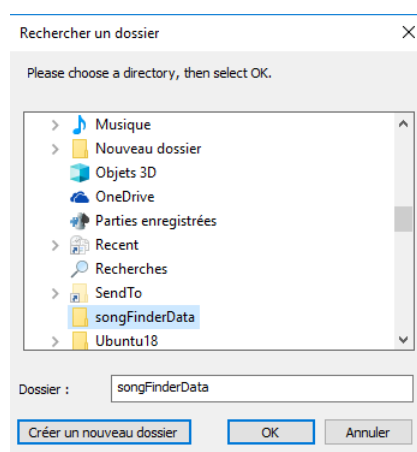 Rechercher un dossier
Please choose a directory, then select OK.
Musique
Nouveau dossier
Objets 3D
OneDrive
Parties enregistrées
Recent
Recherches
SendTo
songFinderData
Ubuntu18
Dossier : songFinderData
Créer un nouveau dossier OK Annuler